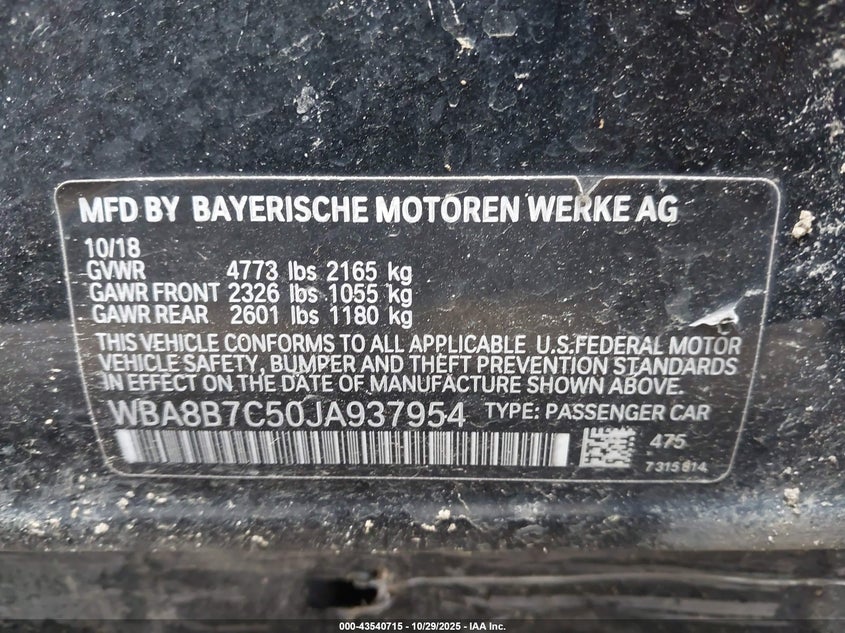 MFD BY BAYERISCHE MOTOREN WERKE AG
10/18
GVWR 4773 lbs 2165 kg
GAWR FRONT 2326 lbs 1055 kg
GAWR REAR 2601 lbs 1180 kg
THIS VEHICLE CONFORMS TO ALL APPLICABLE U.S.FEDERAL MOTOR
VEHICLE SAFETY, BUMPER AND THEFT PREVENTION STANDARDS
IN EFFECT ON THE DATE OF MANUFACTURE SHOWN ABOVE.
WBA8B7C50JA937954 TYPE: PASSENGER CAR
475
7 315 814
000-43540715 - 10/29/2025 - IAA Inc.